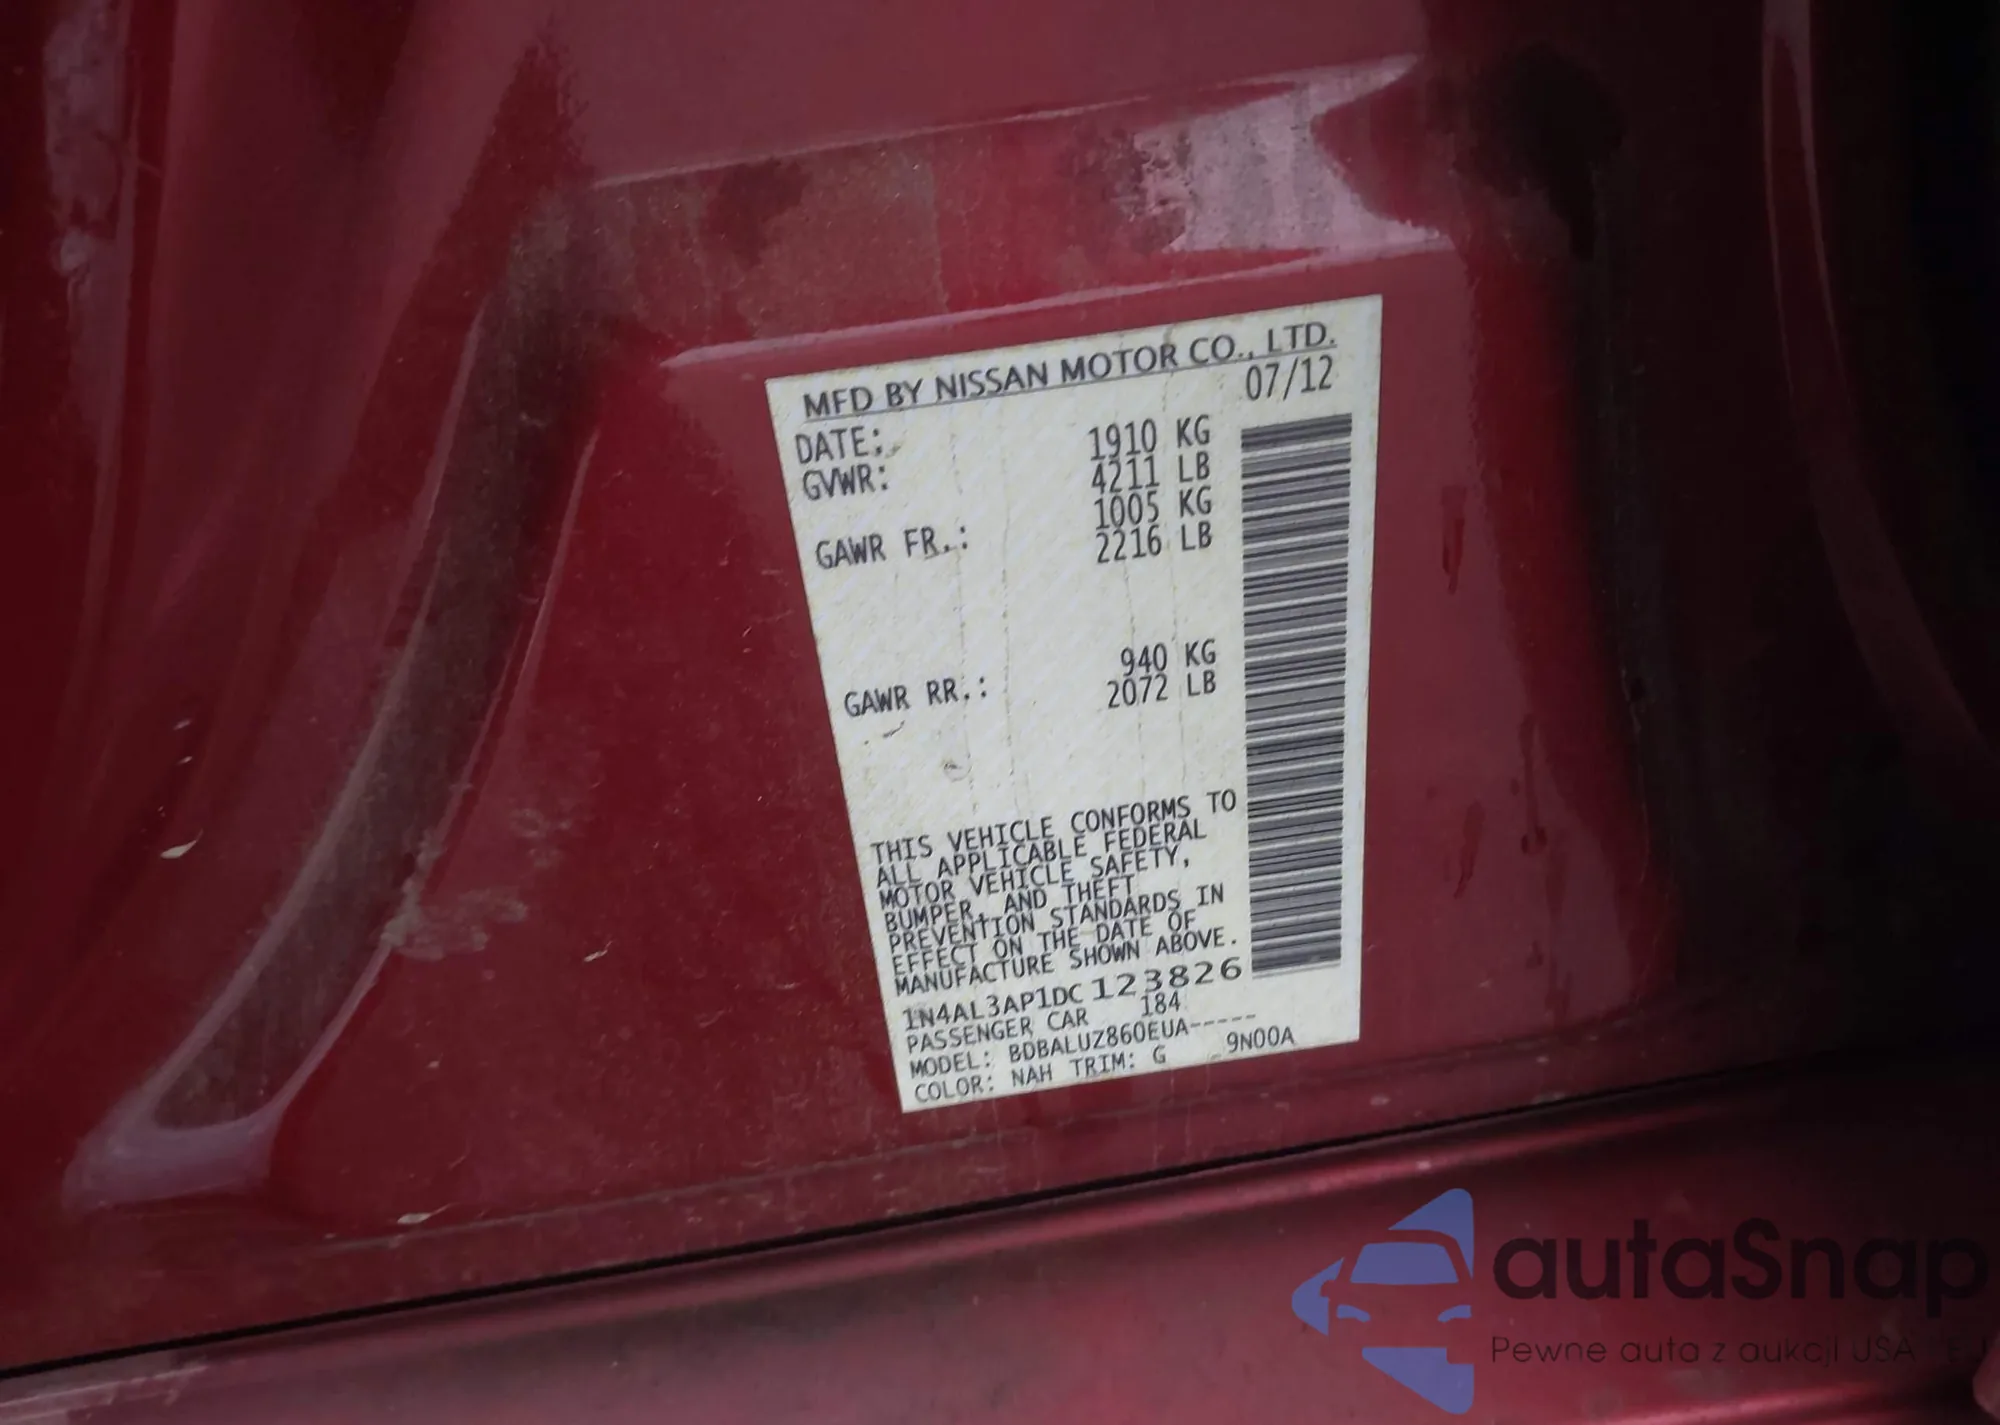 MFD BY NISSAN MOTOR CO., LTD.
07/12
DATE:
GVWR:
1910 KG
4211 LB
GAWR FR.:
1005 KG
2216 LB
GAWR RR.:
940 KG
2072 LB
THIS VEHICLE CONFORMS TO
ALL APPLICABLE FEDERAL
MOTOR VEHICLE SAFETY,
BUMPER, AND THEFT
PREVENTION STANDARDS IN
EFFECT ON THE DATE OF
MANUFACTURE SHOWN ABOVE.
1N4AL3AP1DC123826
PASSENGER CAR 184
MODEL: BDBALUZ860EUA-----
COLOR: NAH TRIM: G 9N00A
autaSnap
Pewne auta z aukcji USA